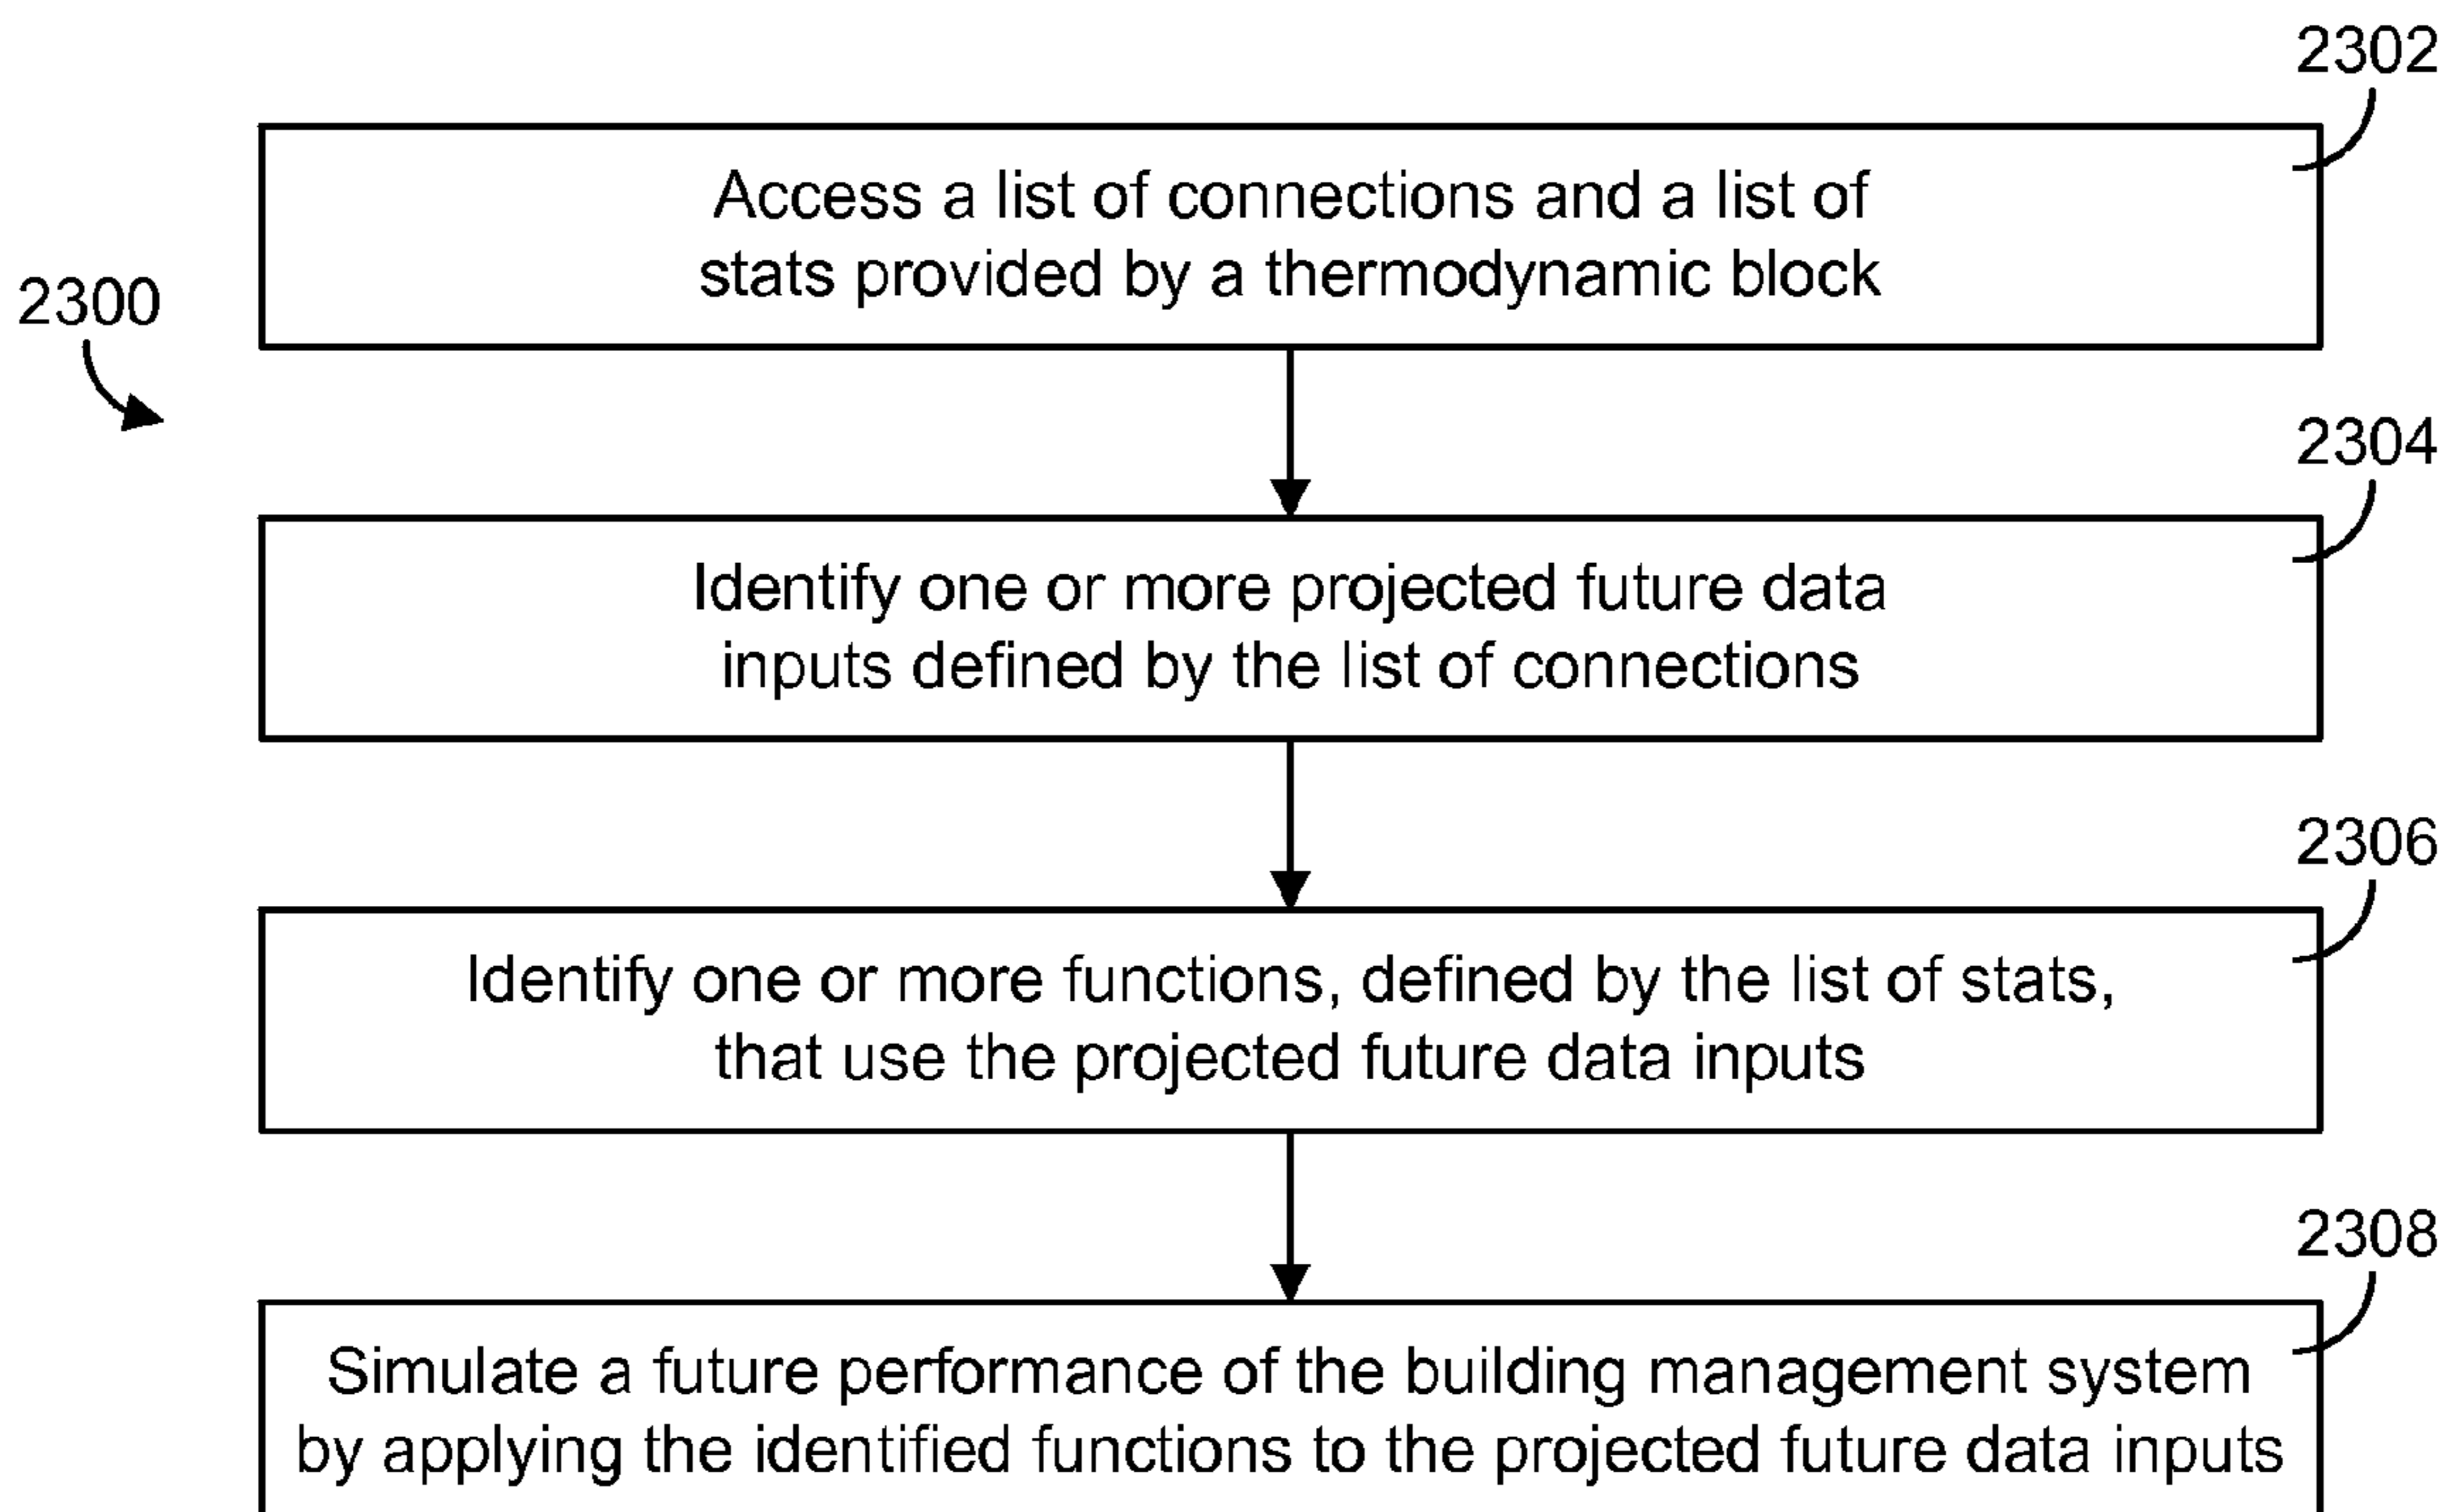 2302
Access a list of connections and a list of
stats provided by a thermodynamic block
2300
2304
Identify one or more projected future data
inputs defined by the list of connections
2306
Identify one or more functions, defined by the list of stats,
that use the projected future data inputs
2308
Simulate a future performance of the building management system
by applying the identified functions to the projected future data inputs